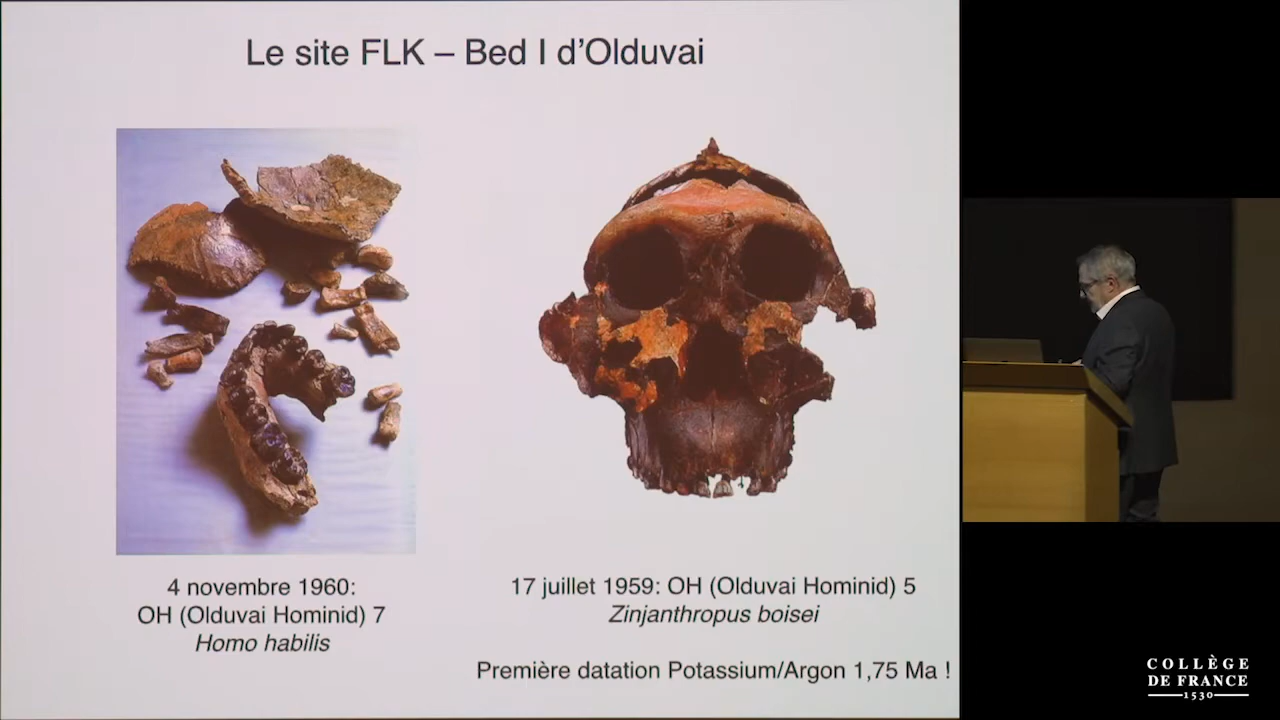 Le site FLK – Bed I d'Olduvai
4 novembre 1960:
OH (Olduvai Hominid) 7
Homo habilis
17 juillet 1959: OH (Olduvai Hominid) 5
Zinjanthropus boisei
Première datation Potassium/Argon 1,75 Ma !
COLLÈGE
DE FRANCE
1530